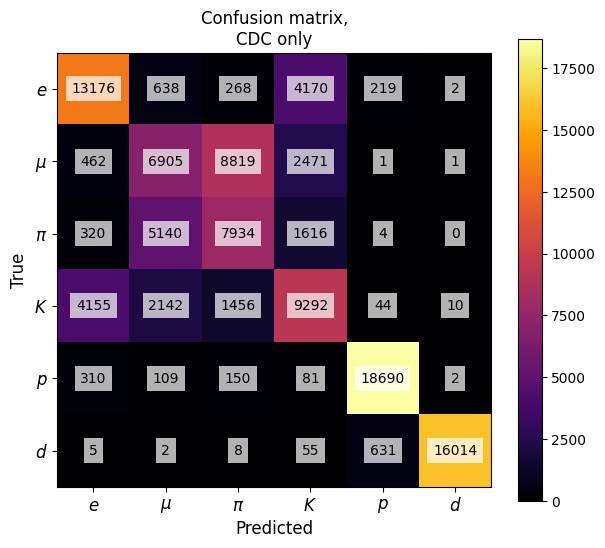 Confusion matrix,
CDC only
True
e 13176 638 268 4170 219 2
μ 462 6905 8819 2471 1 1
π 320 5140 7934 1616 4 0
K 4155 2142 1456 9292 44 10
p 310 109 150 81 18690 2
d 5 2 8 55 631 16014
e μ π K p d
Predicted
17500
15000
12500
10000
7500
5000
2500
0